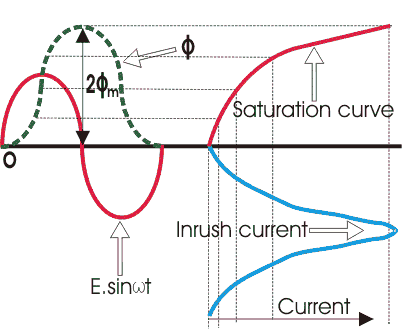 ϕ
2ϕm
Saturation curve
O
Inrush current
E.sinωt
Current